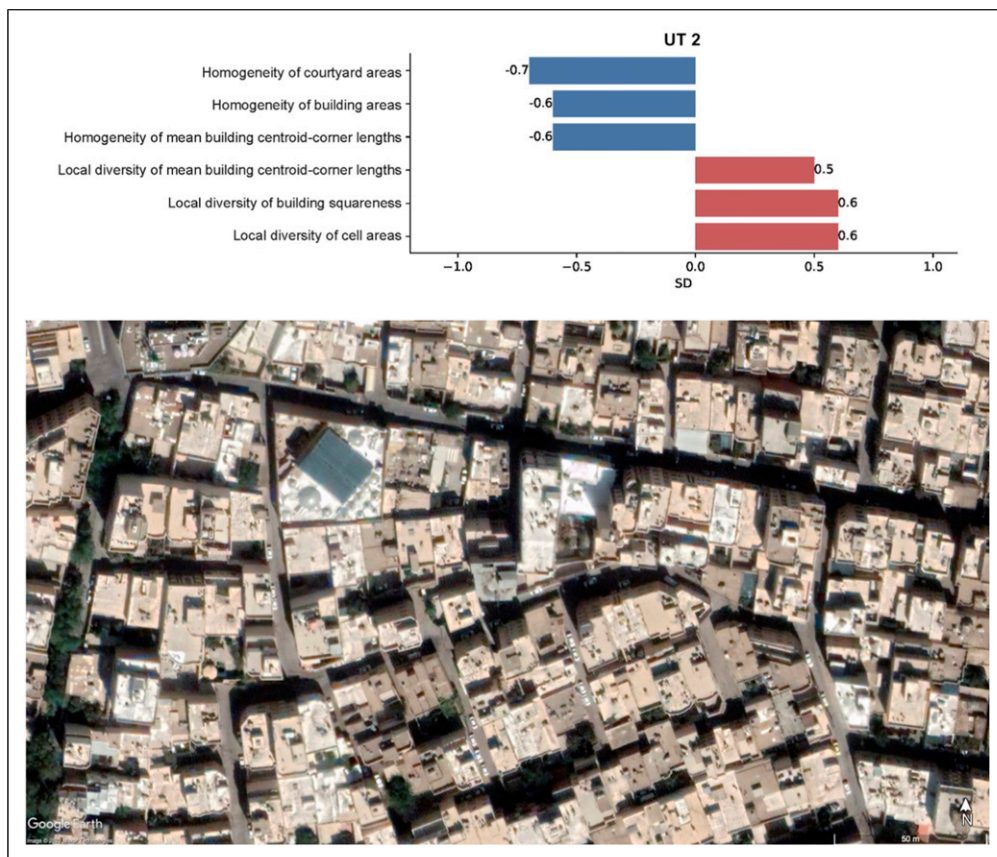 UT 2
Homogeneity of courtyard areas
-0.7
Homogeneity of building areas
-0.6
Homogeneity of mean building centroid-corner lengths
-0.6
Local diversity of mean building centroid-corner lengths
0.5
Local diversity of building squareness
0.6
Local diversity of cell areas
0.6
−1.0 −0.5 0.0 0.5 1.0
SD
Google Earth
N
50 m